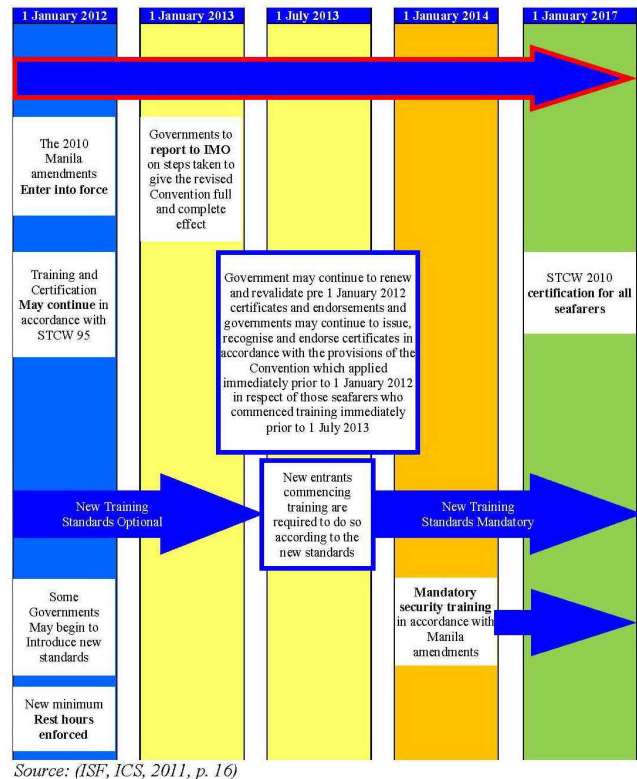 1 January 2012
1 January 2013
1 July 2013
1 January 2014
1 January 2017
The 2010
Manila
amendments
Enter into force
Governments to
report to IMO
on steps taken to
give the revised
Convention full
and complete
effect
Training and
Certification
May continue in
accordance with
STCW 95
Government may continue to renew
and revalidate pre 1 January 2012
certificates and endorsements and
governments may continue to issue,
recognise and endorse certificates in
accordance with the provisions of the
Convention which applied
immediately prior to 1 January 2012
in respect of those seafarers who
commenced training immediately
prior to 1 July 2013
STCW 2010
certification for all
seafarers
New Training
Standards Optional
New entrants
commencing
training are
required to do so
according to the
new standards
New Training
Standards Mandatory
Some
Governments
May begin to
Introduce new
standards
Mandatory
security training
in accordance with
Manila
amendments
New minimum
Rest hours
enforced
Source: (ISF, ICS, 2011, p. 16)